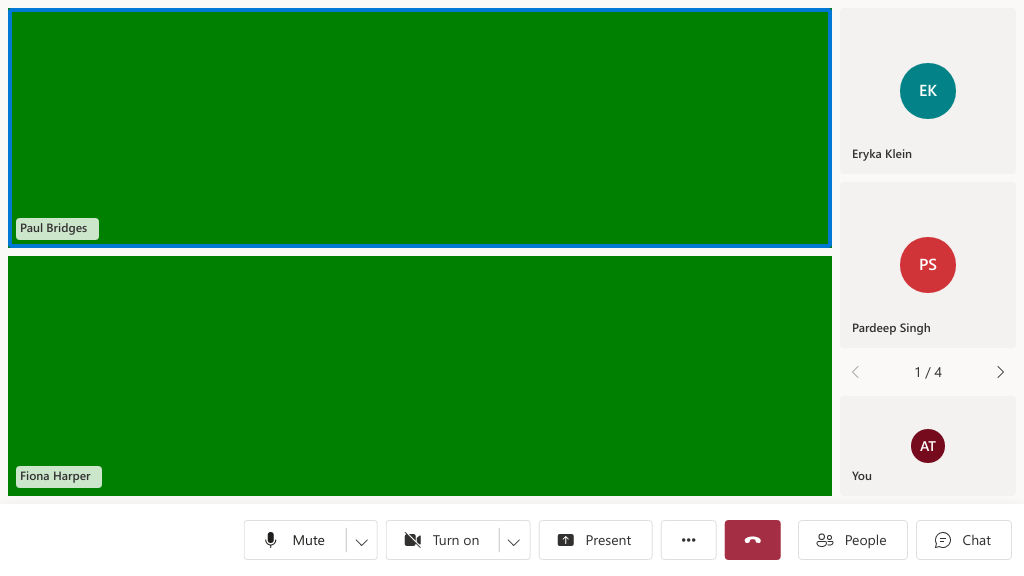 Paul Bridges
Fiona Harper
EK
Eryka Klein
PS
Pardeep Singh
1 / 4
AT
You
Mute
Turn on
Present
People
Chat